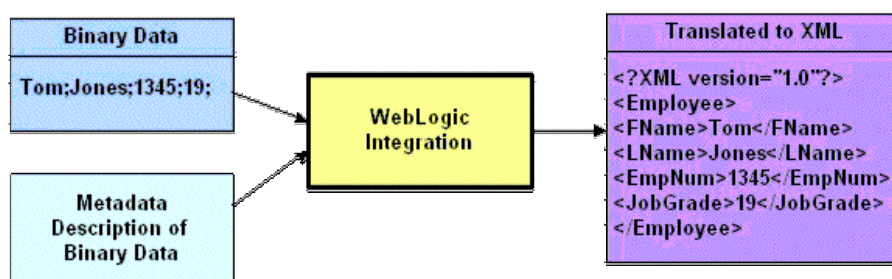 Binary Data
Tom;Jones;1345;19;
Metadata
Description of
Binary Data
WebLogic
Integration
Translated to XML
<?XML version="1.0"?>
<Employee>
<FName>Tom</FName>
<LName>Jones</LName>
<EmpNum>1345</EmpNum>
<JobGrade>19</JobGrade>
</Employee>